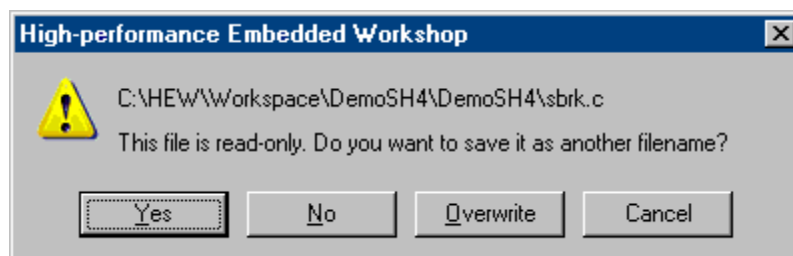 High-performance Embedded Workshop
C:\HEW\Workspace\DemoSH4\DemoSH4\sbrk.c
This file is read-only. Do you want to save it as another filename?
Yes No Overwrite Cancel